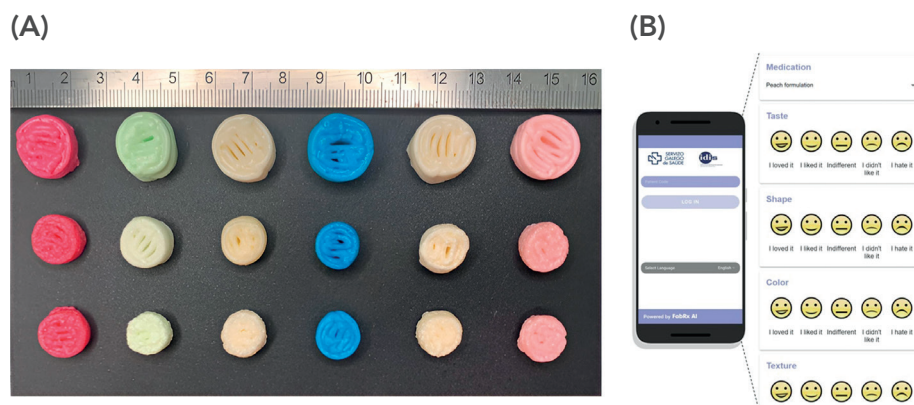 (A)
(B)
1 2 3 4 5 6 7 8 9 10 11 12 13 14 15 16
SERVIZO
GALEGO
de SAÚDE
idis
LOG IN
Select Language English
Powered by FabRx AI
Medication
Peach formulation
Taste
I loved it I liked it Indifferent I didn't like it I hate it
Shape
I loved it I liked it Indifferent I didn't like it I hate it
Color
I loved it I liked it Indifferent I didn't like it I hate it
Texture